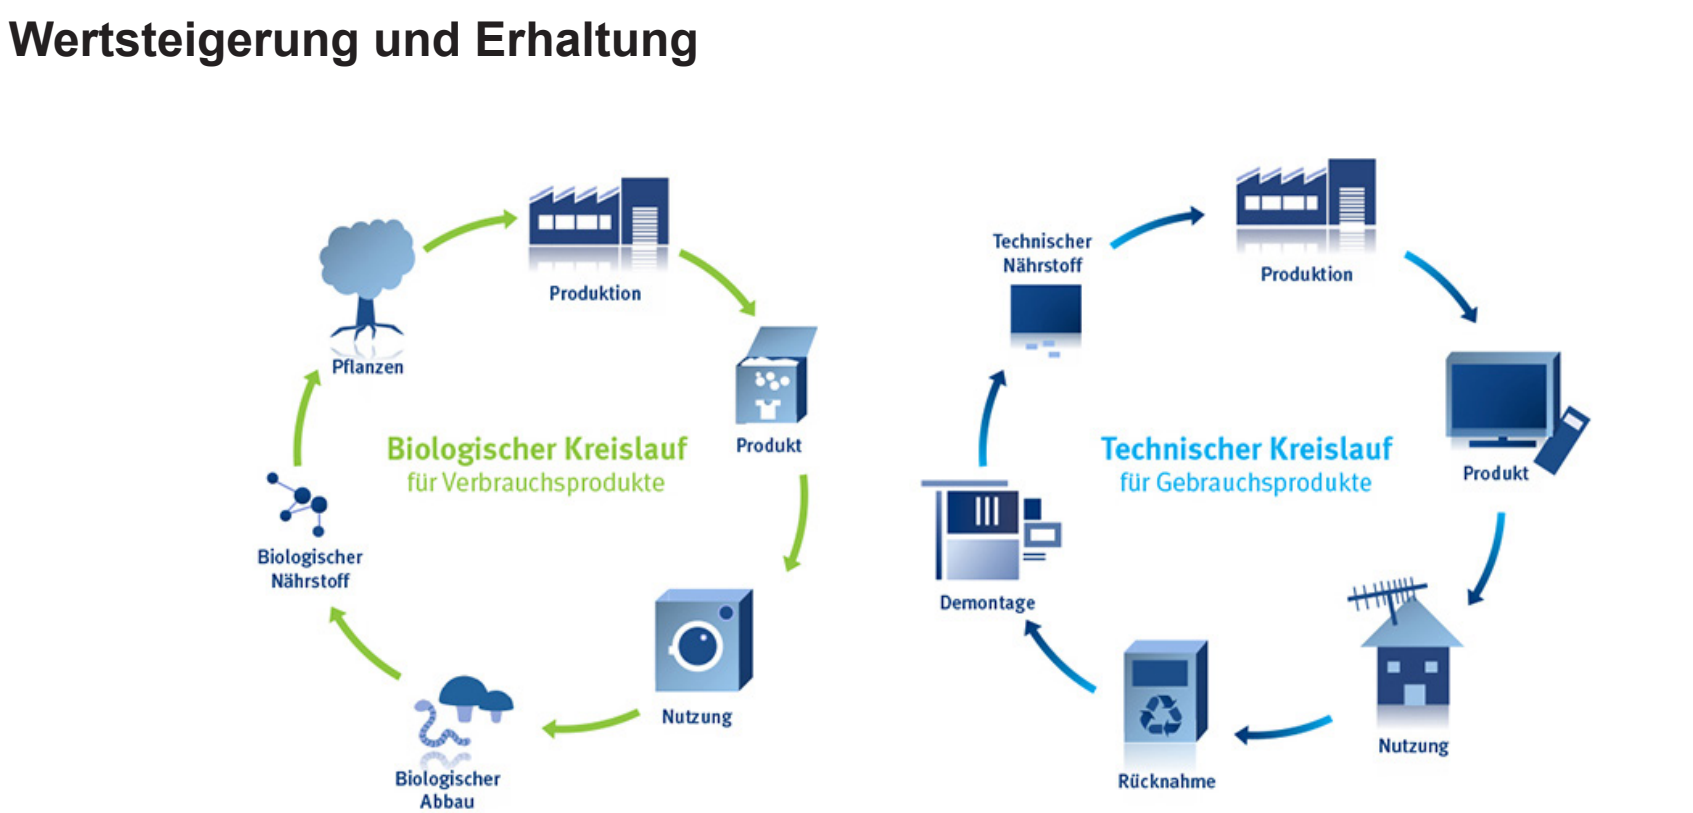 Wertsteigerung und Erhaltung
Produktion
Produkt
Nutzung
Biologischer
Abbau
Biologischer
Nährstoff
Pflanzen
Biologischer Kreislauf
für Verbrauchsprodukte
Produktion
Produkt
Nutzung
Rücknahme
Demontage
Technischer
Nährstoff
Technischer Kreislauf
für Gebrauchsprodukte